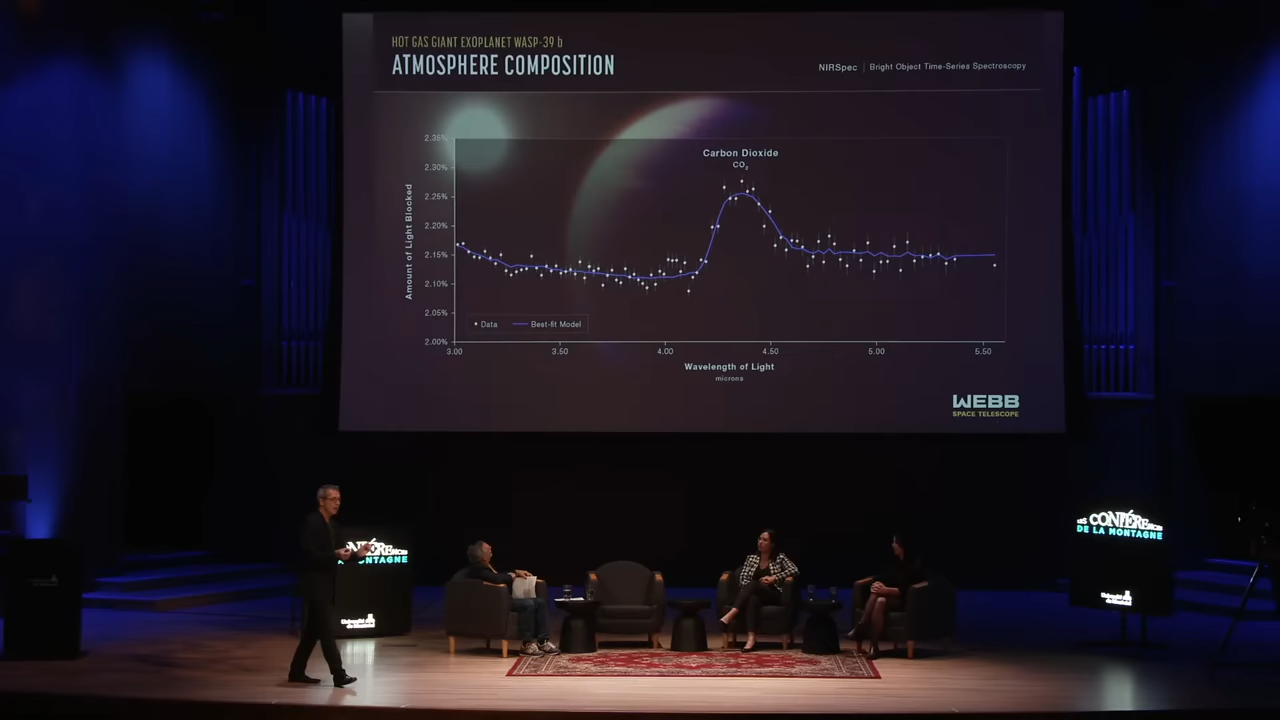 HOT GAS GIANT EXOPLANET WASP-39 b
ATMOSPHERE COMPOSITION
NIRSpec | Bright Object Time-Series Spectroscopy
Carbon Dioxide
CO₂
Amount of Light Blocked
2.35%
2.30%
2.25%
2.20%
2.15%
2.10%
2.05%
2.00%
Data
Best-fit Model
3.00 3.50 4.00 4.50 5.00 5.50
Wavelength of Light
microns
WEBB
SPACE TELESCOPE
LES CONFÉRENCES
DE LA MONTAGNE